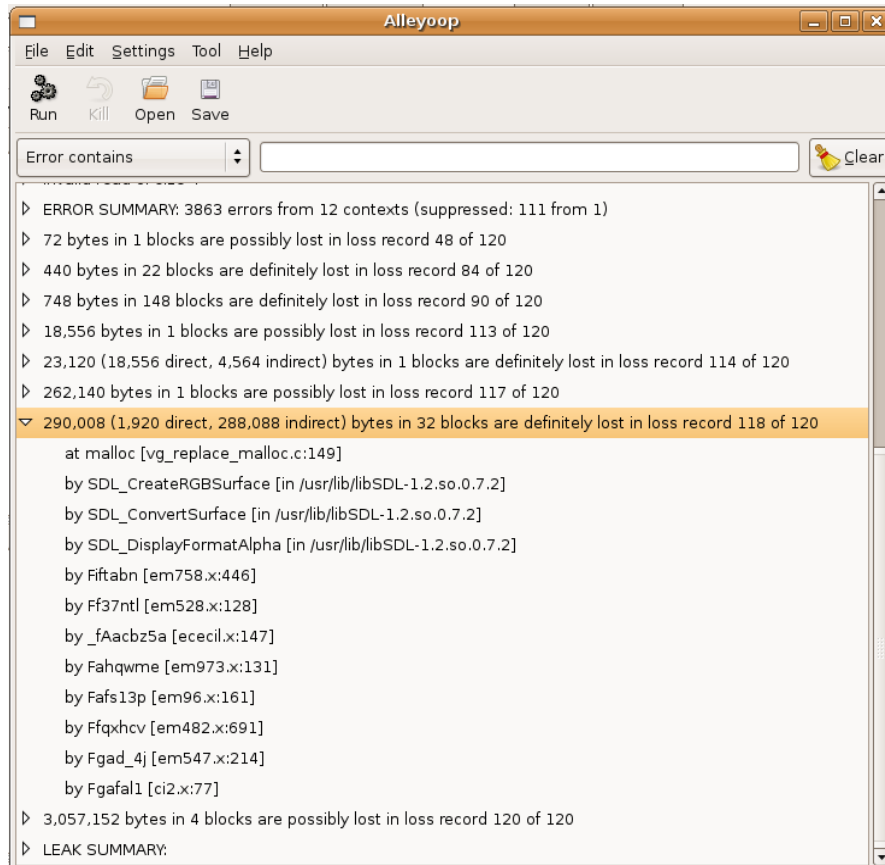 Alleyoop
File Edit Settings Tool Help
Run Kill Open Save
Error contains Clear
ERROR SUMMARY: 3863 errors from 12 contexts (suppressed: 111 from 1)
72 bytes in 1 blocks are possibly lost in loss record 48 of 120
440 bytes in 22 blocks are definitely lost in loss record 84 of 120
748 bytes in 148 blocks are definitely lost in loss record 90 of 120
18,556 bytes in 1 blocks are possibly lost in loss record 113 of 120
23,120 (18,556 direct, 4,564 indirect) bytes in 1 blocks are definitely lost in loss record 114 of 120
262,140 bytes in 1 blocks are possibly lost in loss record 117 of 120
290,008 (1,920 direct, 288,088 indirect) bytes in 32 blocks are definitely lost in loss record 118 of 120
at malloc [vg_replace_malloc.c:149]
by SDL_CreateRGBSurface [in /usr/lib/libSDL-1.2.so.0.7.2]
by SDL_ConvertSurface [in /usr/lib/libSDL-1.2.so.0.7.2]
by SDL_DisplayFormatAlpha [in /usr/lib/libSDL-1.2.so.0.7.2]
by Fiftabn [em758.x:446]
by Ff37ntl [em528.x:128]
by _fAacbz5a [ececil.x:147]
by Fahqwme [em973.x:131]
by Fafs13p [em96.x:161]
by Ffqxhcv [em482.x:691]
by Fgad_4j [em547.x:214]
by Fgafal1 [ci2.x:77]
3,057,152 bytes in 4 blocks are possibly lost in loss record 120 of 120
LEAK SUMMARY: